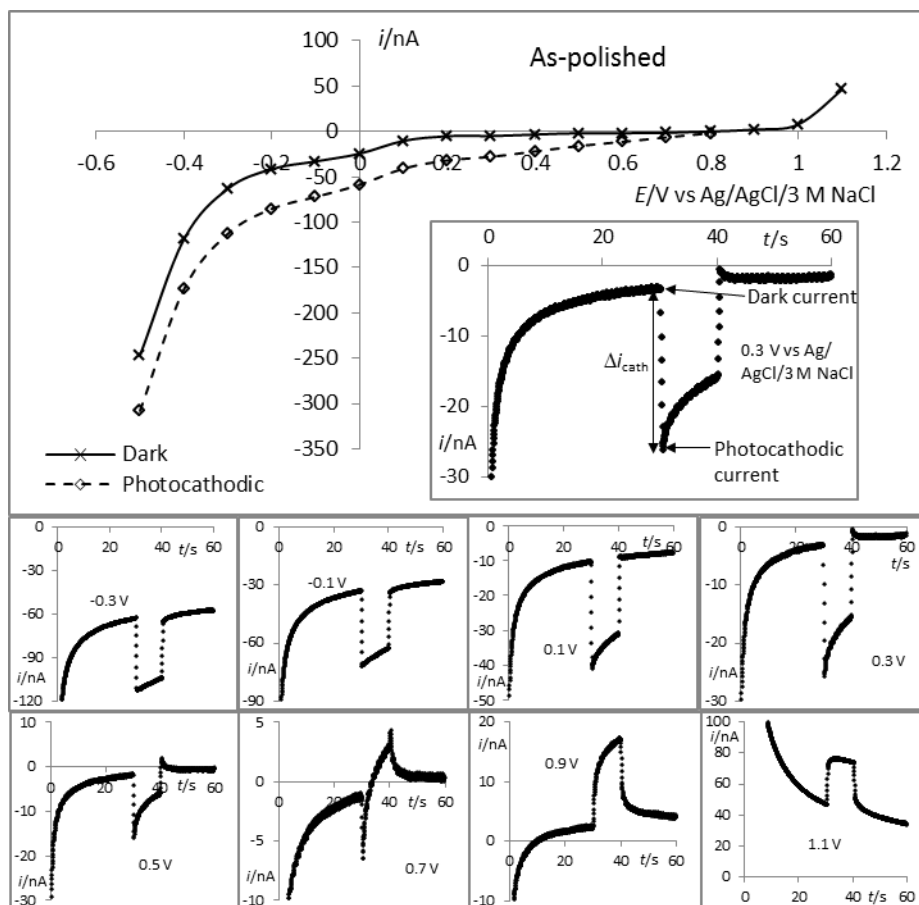 As-polished
i/nA
100
50
0
-50
-100
-150
-200
-250
-300
-350
-0.6 -0.4 -0.2 0 0.2 0.4 0.6 0.8 1 1.2
E/V vs Ag/AgCl/3 M NaCl
Dark
Photocathodic
0 20 40 60
t/s
0
-10
-20
-30
i/nA
Dark current
Δicath
0.3 V vs Ag/
AgCl/3 M NaCl
Photocathodic
current
0
-30
-60
-90
-120
i/nA
0 20 40 60
t/s
-0.3 V
0
-30
-60
-90
i/nA
0 20 40 60
t/s
-0.1 V
0
-10
-20
-30
-40
-50
i/nA
0 20 40 60
t/s
0.1 V
0
-10
-20
-30
i/nA
0 20 40 60
t/s
0.3 V
10
0
-10
-20
-30
i/nA
0 20 40 60
t/s
0.5 V
5
0
-5
-10
i/nA
0 20 40 60
t/s
0.7 V
20
10
0
-10
i/nA
0 20 40 60
t/s
0.9 V
100
80
60
40
20
0
i/nA
0 20 40 60
t/s
1.1 V